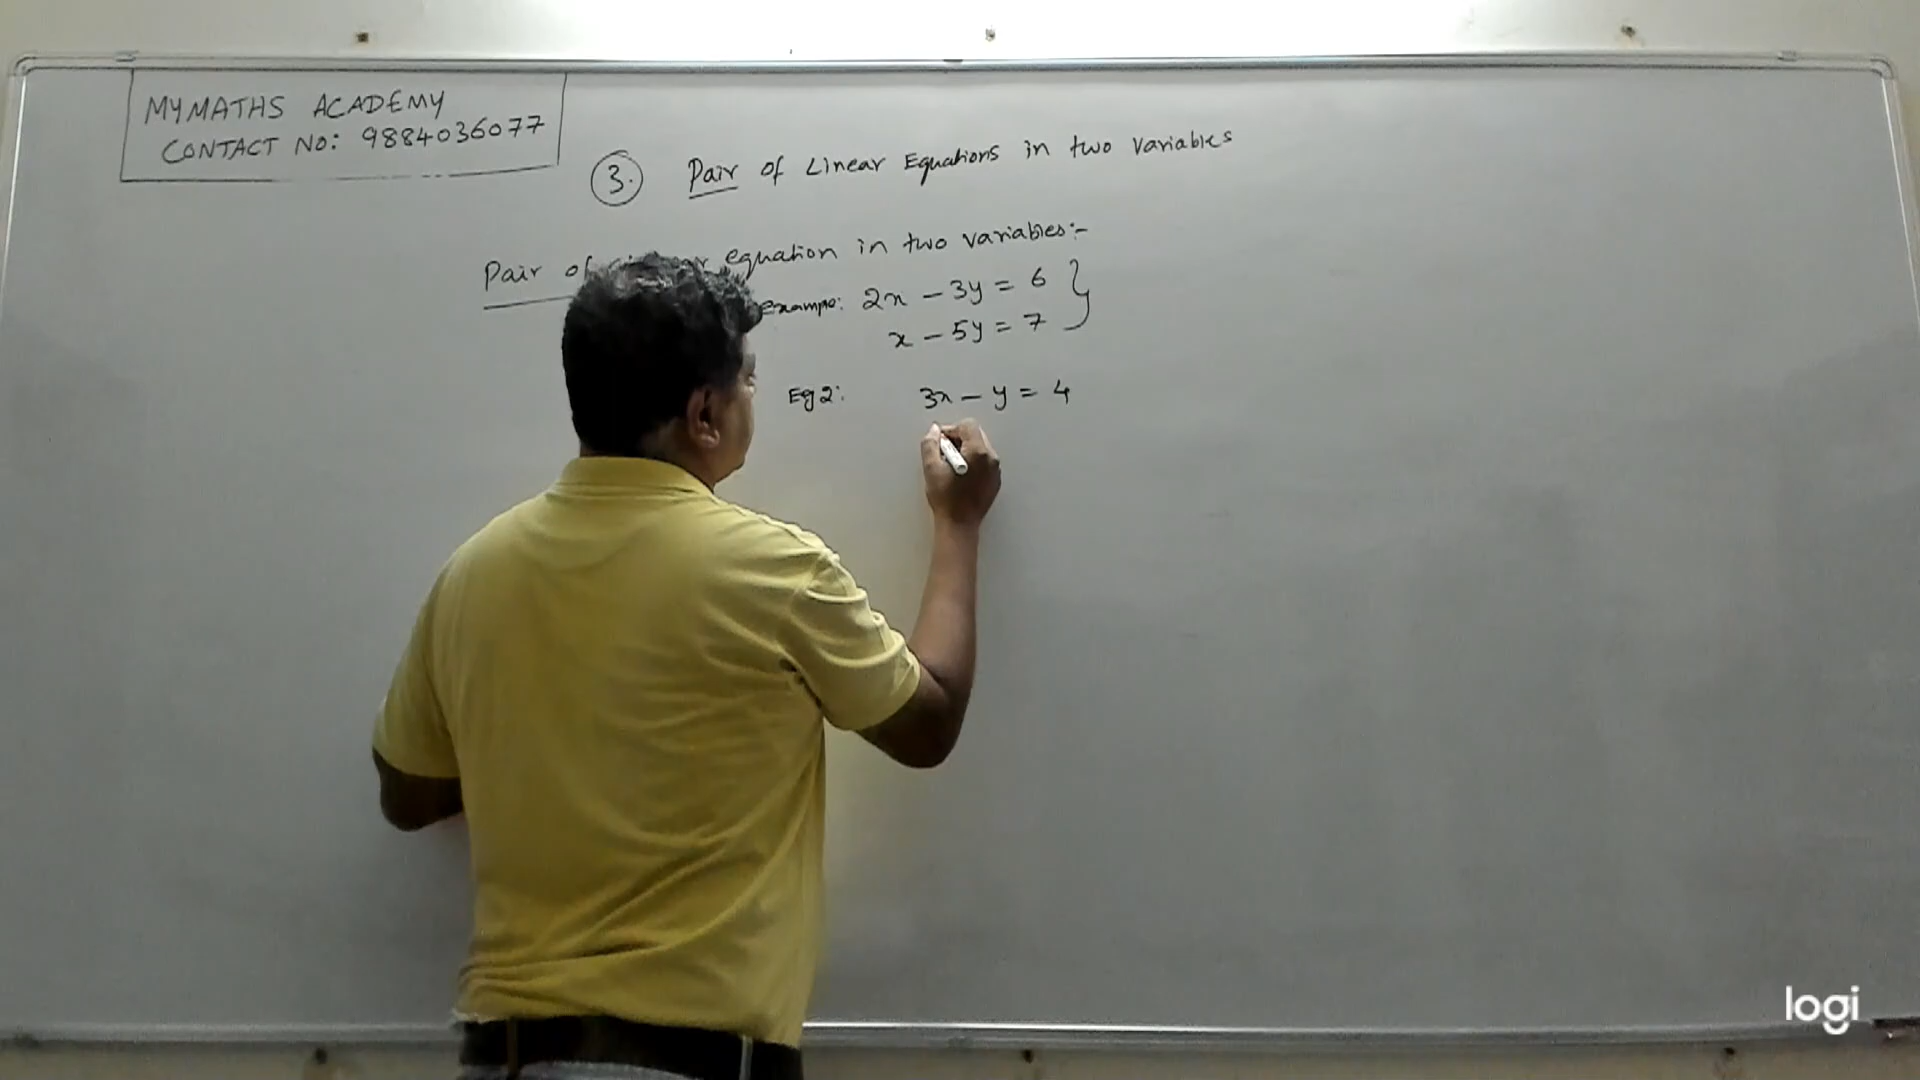 MYMATHS ACADEMY
CONTACT NO: 9884036077
3. Pair of Linear Equations in two variables
Pair of equation in two variables:-
example: 2x - 3y = 6
x - 5y = 7
Eg 2: 3x - y = 4
logi